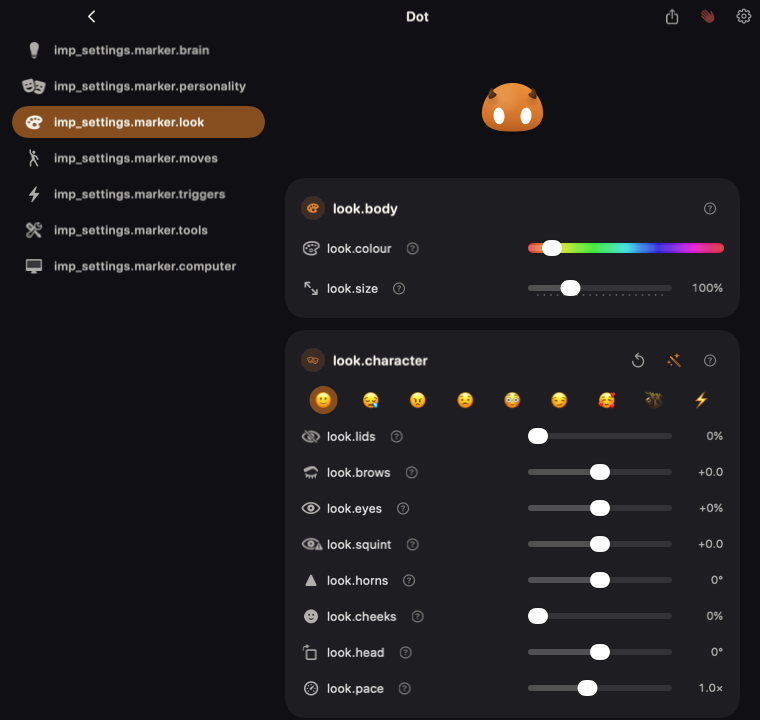 Dot
imp_settings.marker.brain
imp_settings.marker.personality
imp_settings.marker.look
imp_settings.marker.moves
imp_settings.marker.triggers
imp_settings.marker.tools
imp_settings.marker.computer
look.body
look.colour
look.size 100%
look.character
look.lids 0%
look.brows +0.0
look.eyes +0%
look.squint +0.0
look.horns 0°
look.cheeks 0%
look.head 0°
look.pace 1.0×